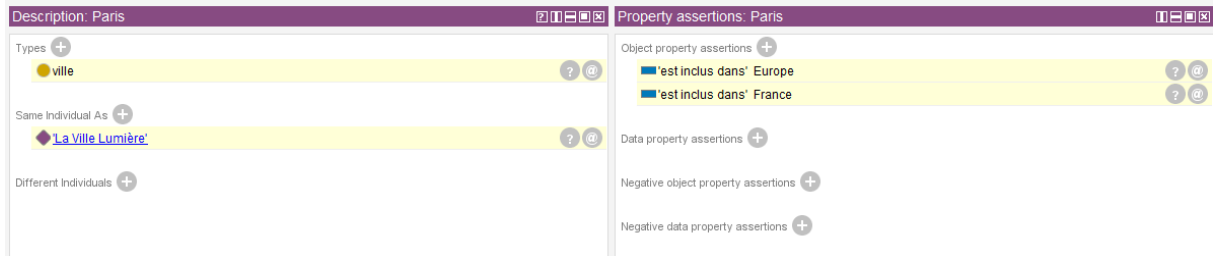 Description: Paris
Types
ville
Same Individual As
'La Ville Lumière'
Different Individuals
Property assertions: Paris
Object property assertions
'est inclus dans' Europe
'est inclus dans' France
Data property assertions
Negative object property assertions
Negative data property assertions